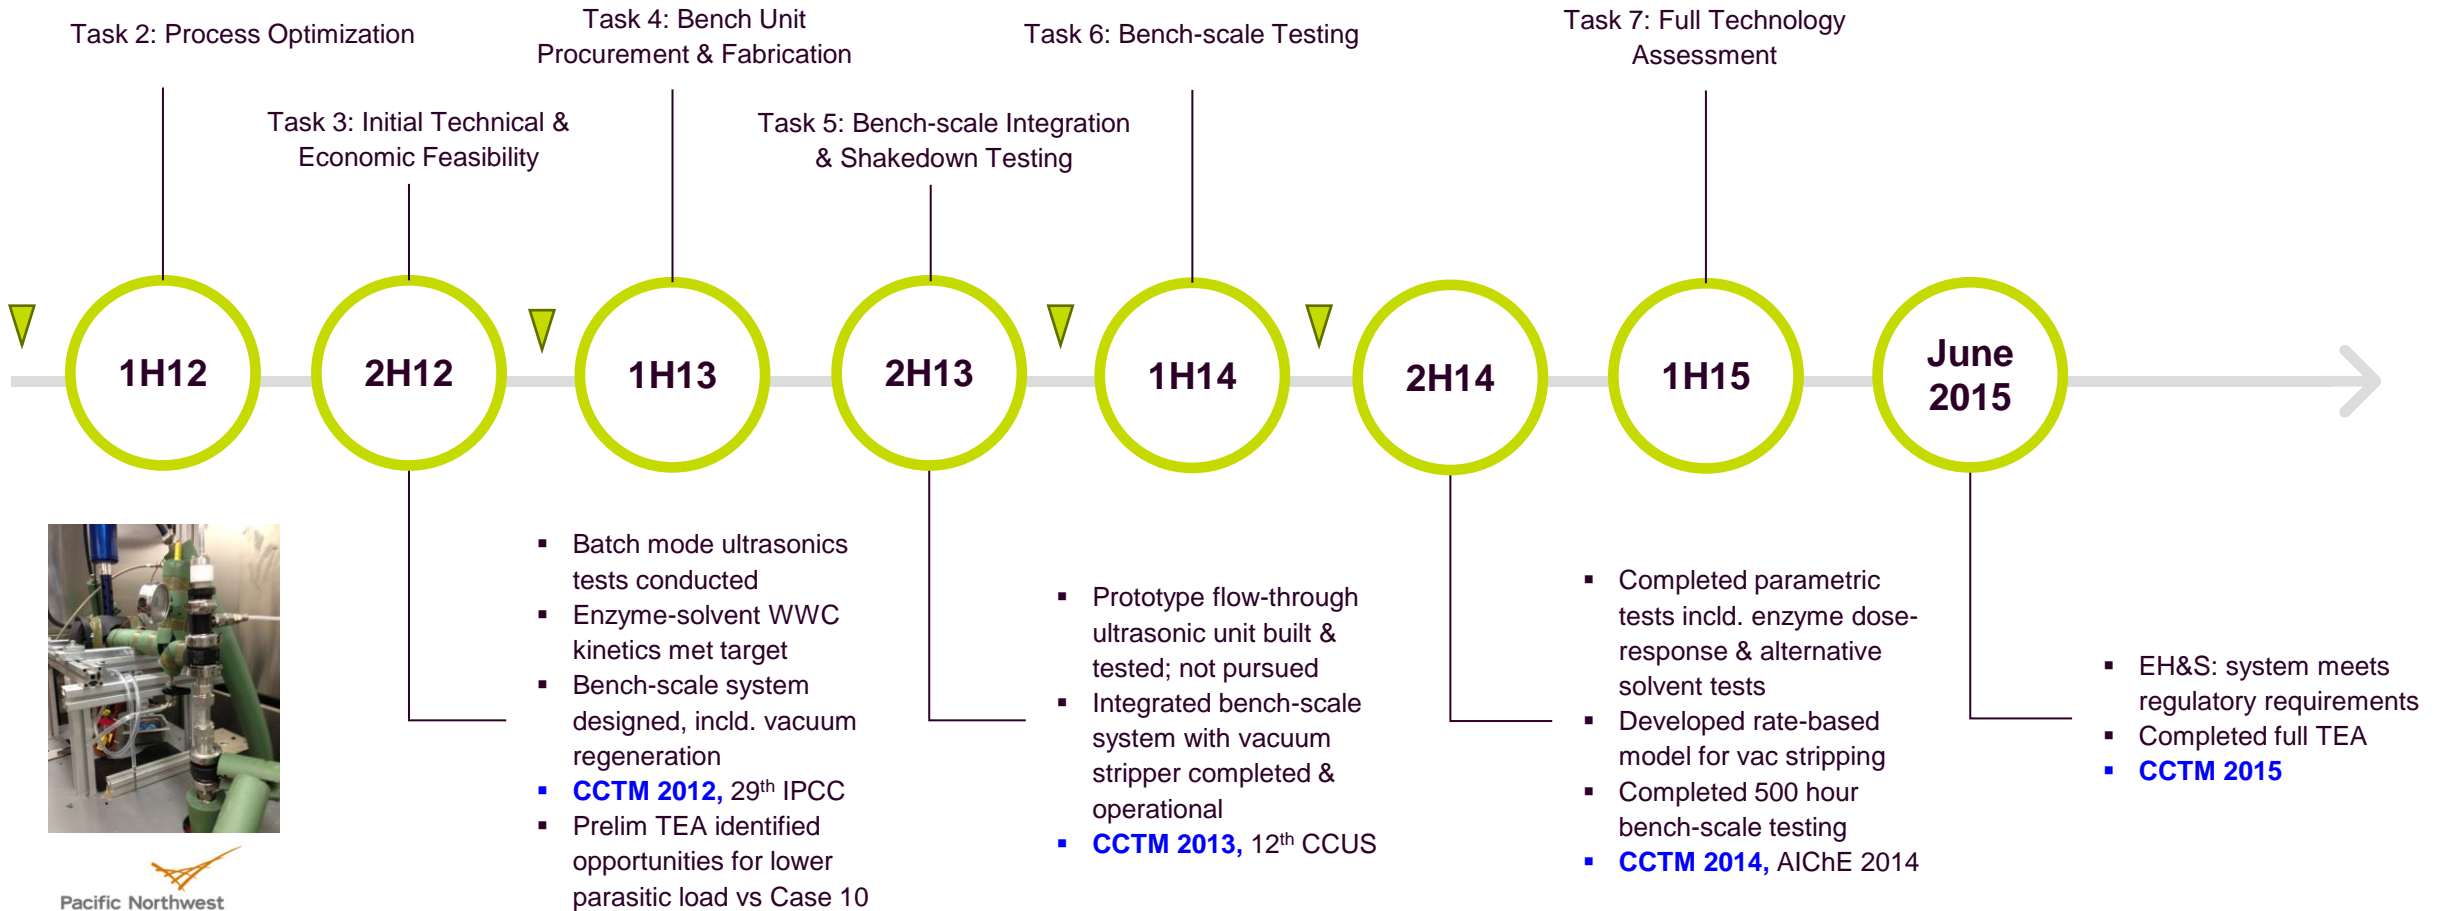 Task 2: Process Optimization
Task 4: Bench Unit
Procurement & Fabrication
Task 6: Bench-scale Testing
Task 7: Full Technology
Assessment
Task 3: Initial Technical &
Economic Feasibility
Task 5: Bench-scale Integration
& Shakedown Testing
1H12
2H12
1H13
2H13
1H14
2H14
1H15
June
2015
▪ Batch mode ultrasonics
tests conducted
▪ Enzyme-solvent WWC
kinetics met target
▪ Bench-scale system
designed, incld. vacuum
regeneration
▪ CCTM 2012, 29th IPCC
▪ Prelim TEA identified
opportunities for lower
parasitic load vs Case 10
▪ Prototype flow-through
ultrasonic unit built &
tested; not pursued
▪ Integrated bench-scale
system with vacuum
stripper completed &
operational
▪ CCTM 2013, 12th CCUS
▪ Completed parametric
tests incld. enzyme dose-
response & alternative
solvent tests
▪ Developed rate-based
model for vac stripping
▪ Completed 500 hour
bench-scale testing
▪ CCTM 2014, AIChE 2014
▪ EH&S: system meets
regulatory requirements
▪ Completed full TEA
▪ CCTM 2015
Pacific Northwest